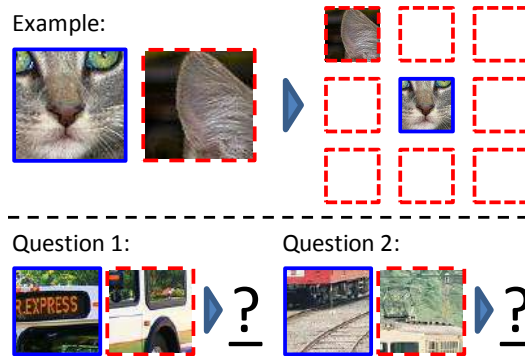 Example:
Question 1:
Question 2:
R.EXPRESS
?
?